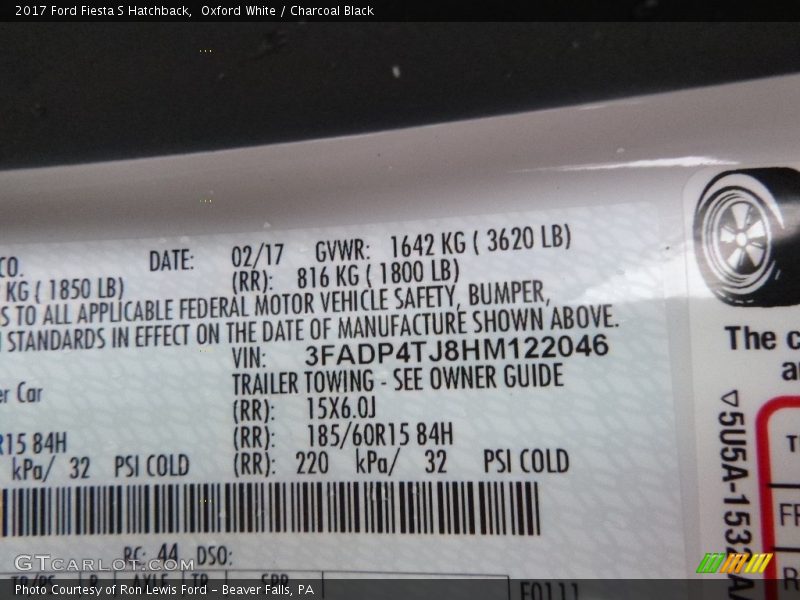 2017 Ford Fiesta S Hatchback, Oxford White / Charcoal Black
CO. DATE: 02/17 GVWR: 1642 KG ( 3620 LB)
KG ( 1850 LB) (RR): 816 KG ( 1800 LB)
S TO ALL APPLICABLE FEDERAL MOTOR VEHICLE SAFETY, BUMPER,
STANDARDS IN EFFECT ON THE DATE OF MANUFACTURE SHOWN ABOVE.
VIN: 3FADP4TJ8HM122046
TRAILER TOWING - SEE OWNER GUIDE
er Car
(RR): 15X6.0J
R15 84H (RR): 185/60R15 84H
kPa/ 32 PSI COLD (RR): 220 kPa/ 32 PSI COLD
RC: 44 DSO:
The c
a
5U5A-153
GTCarLot.com
Photo Courtesy of Ron Lewis Ford - Beaver Falls, PA